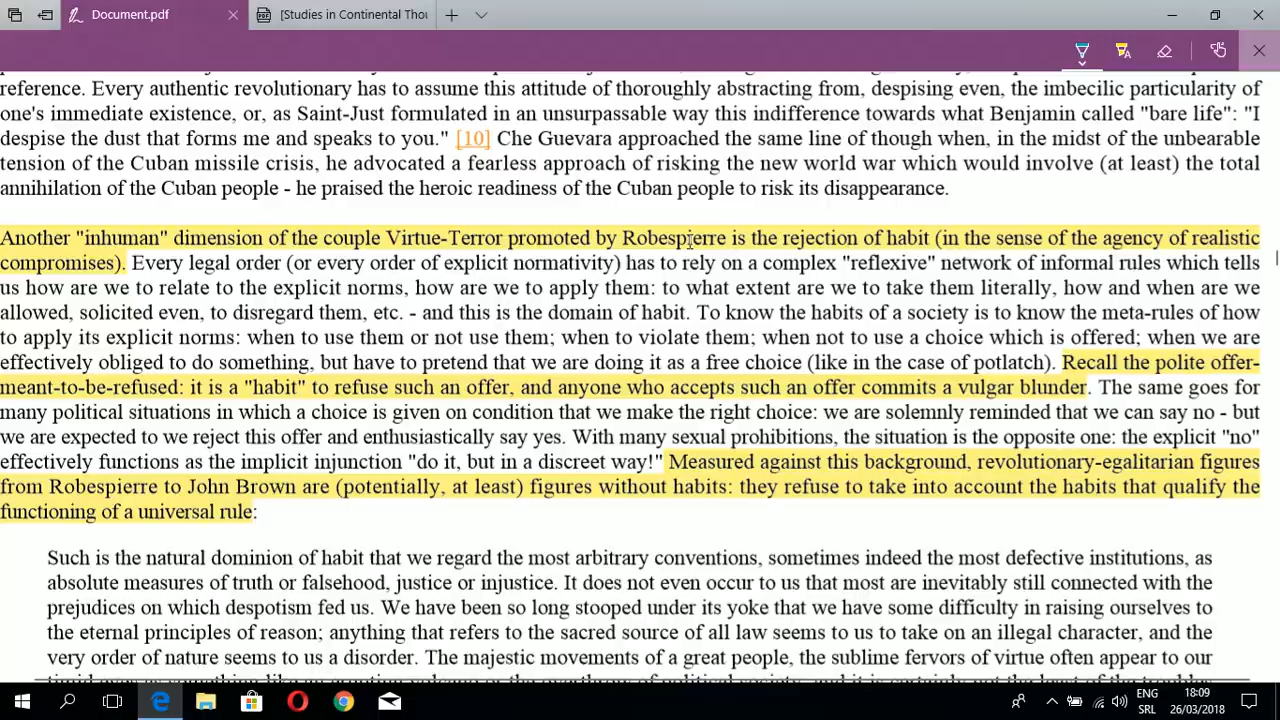 Document.pdf
[Studies in Continental Thou
reference. Every authentic revolutionary has to assume this attitude of thoroughly abstracting from, despising even, the imbecilic particularity of
one's immediate existence, or, as Saint-Just formulated in an unsurpassable way this indifference towards what Benjamin called "bare life": "I
despise the dust that forms me and speaks to you." [10] Che Guevara approached the same line of though when, in the midst of the unbearable
tension of the Cuban missile crisis, he advocated a fearless approach of risking the new world war which would involve (at least) the total
annihilation of the Cuban people - he praised the heroic readiness of the Cuban people to risk its disappearance.
Another "inhuman" dimension of the couple Virtue-Terror promoted by Robespierre is the rejection of habit (in the sense of the agency of realistic
compromises). Every legal order (or every order of explicit normativity) has to rely on a complex "reflexive" network of informal rules which tells
us how are we to relate to the explicit norms, how are we to apply them: to what extent are we to take them literally, how and when are we
allowed, solicited even, to disregard them, etc. - and this is the domain of habit. To know the habits of a society is to know the meta-rules of how
to apply its explicit norms: when to use them or not use them; when to violate them; when not to use a choice which is offered; when we are
effectively obliged to do something, but have to pretend that we are doing it as a free choice (like in the case of potlatch). Recall the polite offer-
meant-to-be-refused: it is a "habit" to refuse such an offer, and anyone who accepts such an offer commits a vulgar blunder. The same goes for
many political situations in which a choice is given on condition that we make the right choice: we are solemnly reminded that we can say no - but
we are expected to we reject this offer and enthusiastically say yes. With many sexual prohibitions, the situation is the opposite one: the explicit "no"
effectively functions as the implicit injunction "do it, but in a discreet way!" Measured against this background, revolutionary-egalitarian figures
from Robespierre to John Brown are (potentially, at least) figures without habits: they refuse to take into account the habits that qualify the
functioning of a universal rule:
Such is the natural dominion of habit that we regard the most arbitrary conventions, sometimes indeed the most defective institutions, as
absolute measures of truth or falsehood, justice or injustice. It does not even occur to us that most are inevitably still connected with the
prejudices on which despotism fed us. We have been so long stooped under its yoke that we have some difficulty in raising ourselves to
the eternal principles of reason; anything that refers to the sacred source of all law seems to us to take on an illegal character, and the
very order of nature seems to us a disorder. The majestic movements of a great people, the sublime fervors of virtue often appear to our
ENG
18:09
SRL
26/03/2018